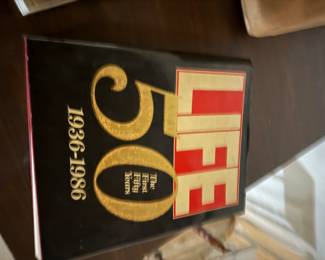 LIFE
50
The
First
Fifty
Years
1936-1986